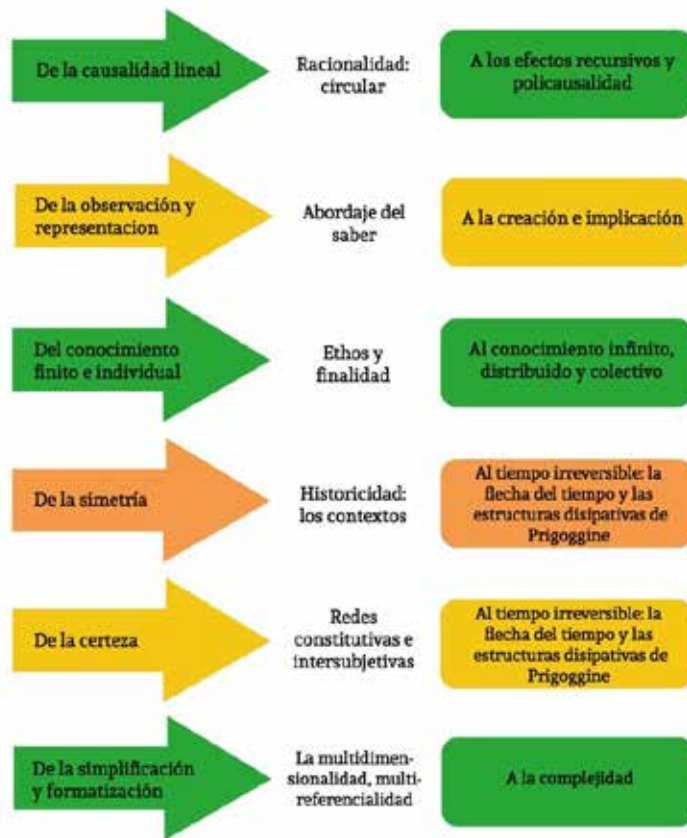 De la causalidad lineal
Racionalidad:
circular
A los efectos recursivos y
policausalidad
De la observación y
representacion
Abordaje del
saber
A la creación e implicación
Del conocimiento
finito e individual
Ethos y
finalidad
Al conocimiento infinito,
distribuido y colectivo
De la simetría
Historicidad:
los contextos
Al tiempo irreversible: la
flecha del tiempo y las
estructuras disipativas de
Prigoggine
De la certeza
Redes
constitutivas e
intersubjetivas
Al tiempo irreversible: la
flecha del tiempo y las
estructuras disipativas de
Prigoggine
De la simplificación
y formatización
La multidimen-
sionalidad, multi-
referencialidad
A la complejidad